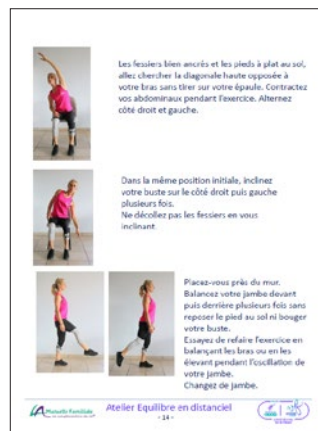 Les fessiers bien ancrés et les pieds à plat au sol,
allez chercher la diagonale haute opposée à
votre bras sans tirer sur votre épaule. Contractez
vos abdominaux pendant l'exercice. Alternez
côté droit et gauche.
Dans la même position initiale, inclinez
votre buste sur le côté droit puis gauche
plusieurs fois.
Ne décollez pas les fessiers en vous
inclinant.
Placez-vous près du mur.
Balancez votre jambe devant
puis derrière plusieurs fois sans
reposer le pied au sol ni bouger
votre buste.
Essayez de refaire l'exercice en
balançant les bras ou en les
élevant pendant l'oscillation de
votre jambe.
Changez de jambe.
Mutuelle Familiale
Atelier Equilibre en distanciel
- 14 -